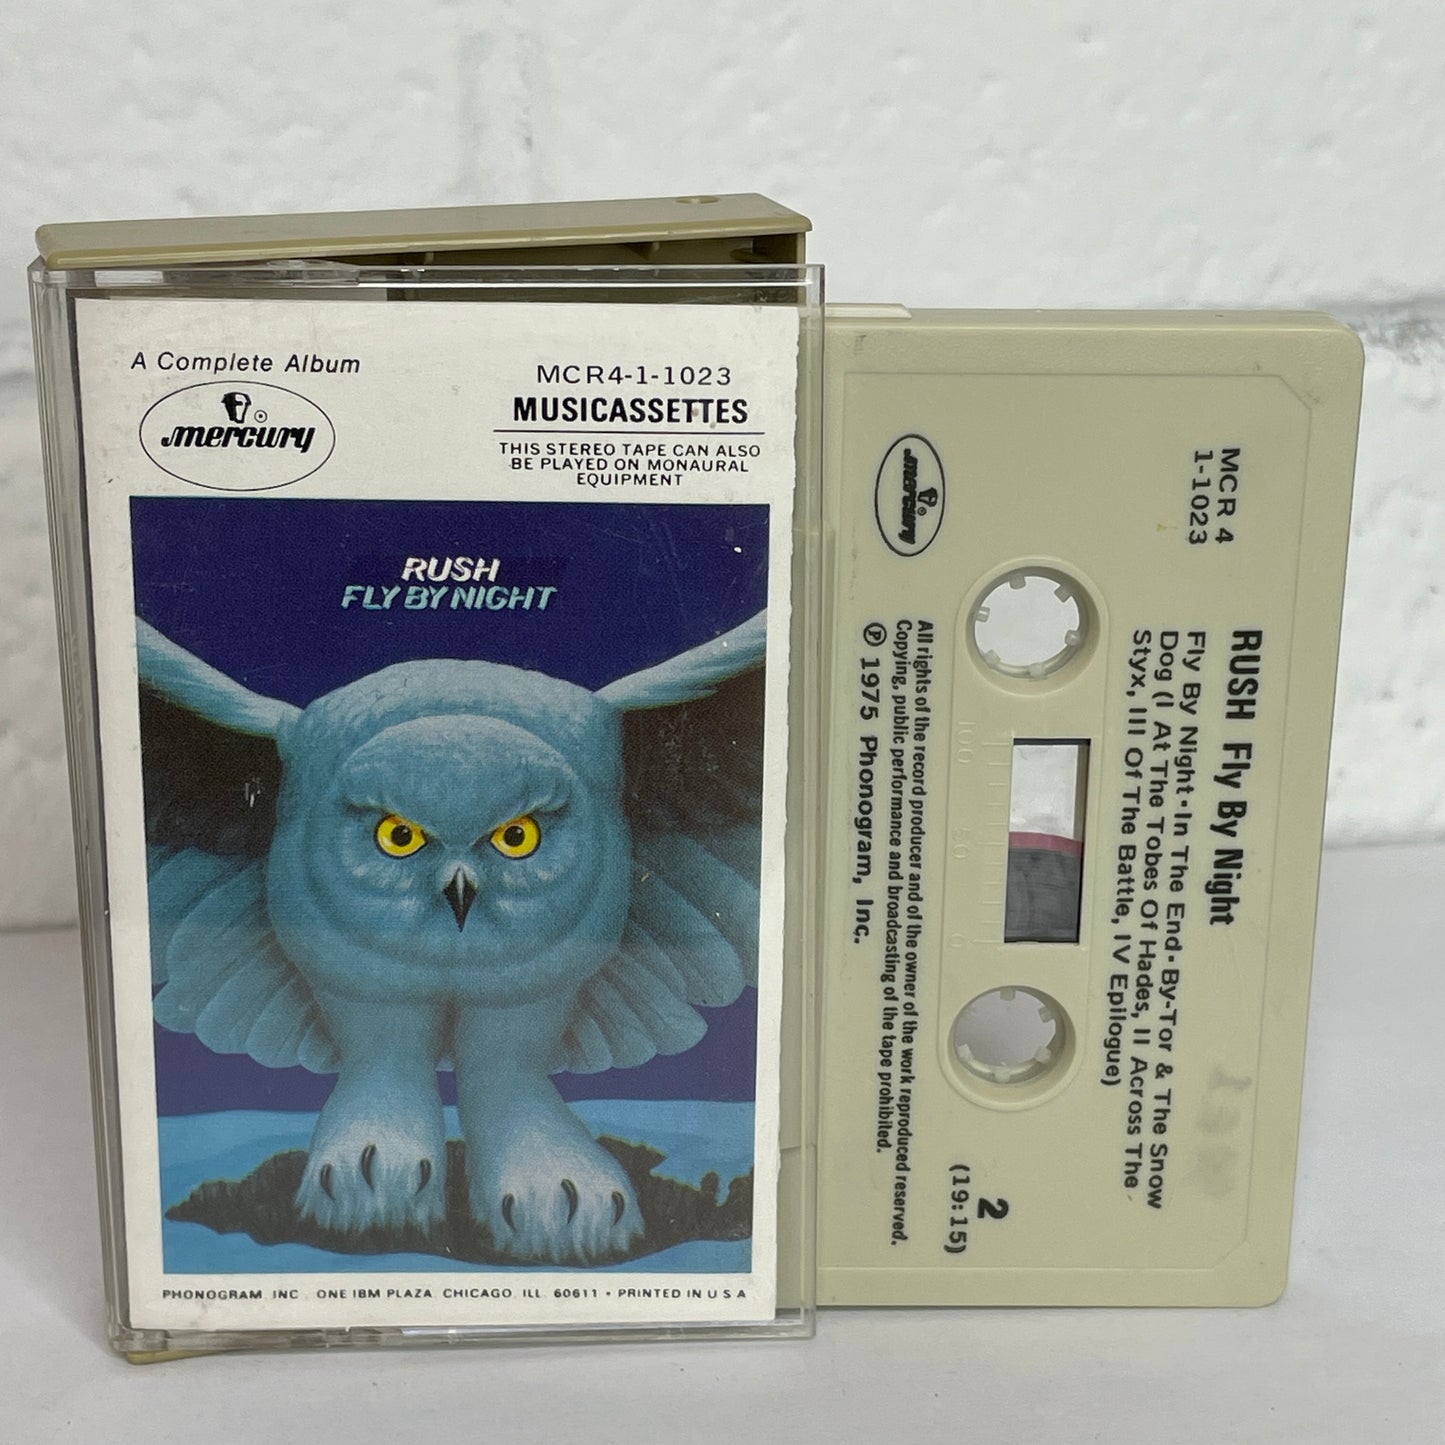 A Complete Album
mercury
MCR4-1-1023
MUSICASSETTES
THIS STEREO TAPE CAN ALSO
BE PLAYED ON MONAURAL
EQUIPMENT
RUSH
FLY BY NIGHT
PHONOGRAM, INC., ONE IBM PLAZA, CHICAGO, ILL. 60611 • PRINTED IN U S A
MCR 4
1-1023
mercury
RUSH Fly By Night
Fly By Night • In The End • By-Tor & The Snow
Dog (I At The Tobes Of Hades, II Across The
Styx, III Of The Battle, IV Epilogue)
100
50
0
2
(19:15)
All rights of the record producer and of the owner of the work reproduced reserved.
Copying, public performance and broadcasting of the tape prohibited.
℗ 1975 Phonogram, Inc.